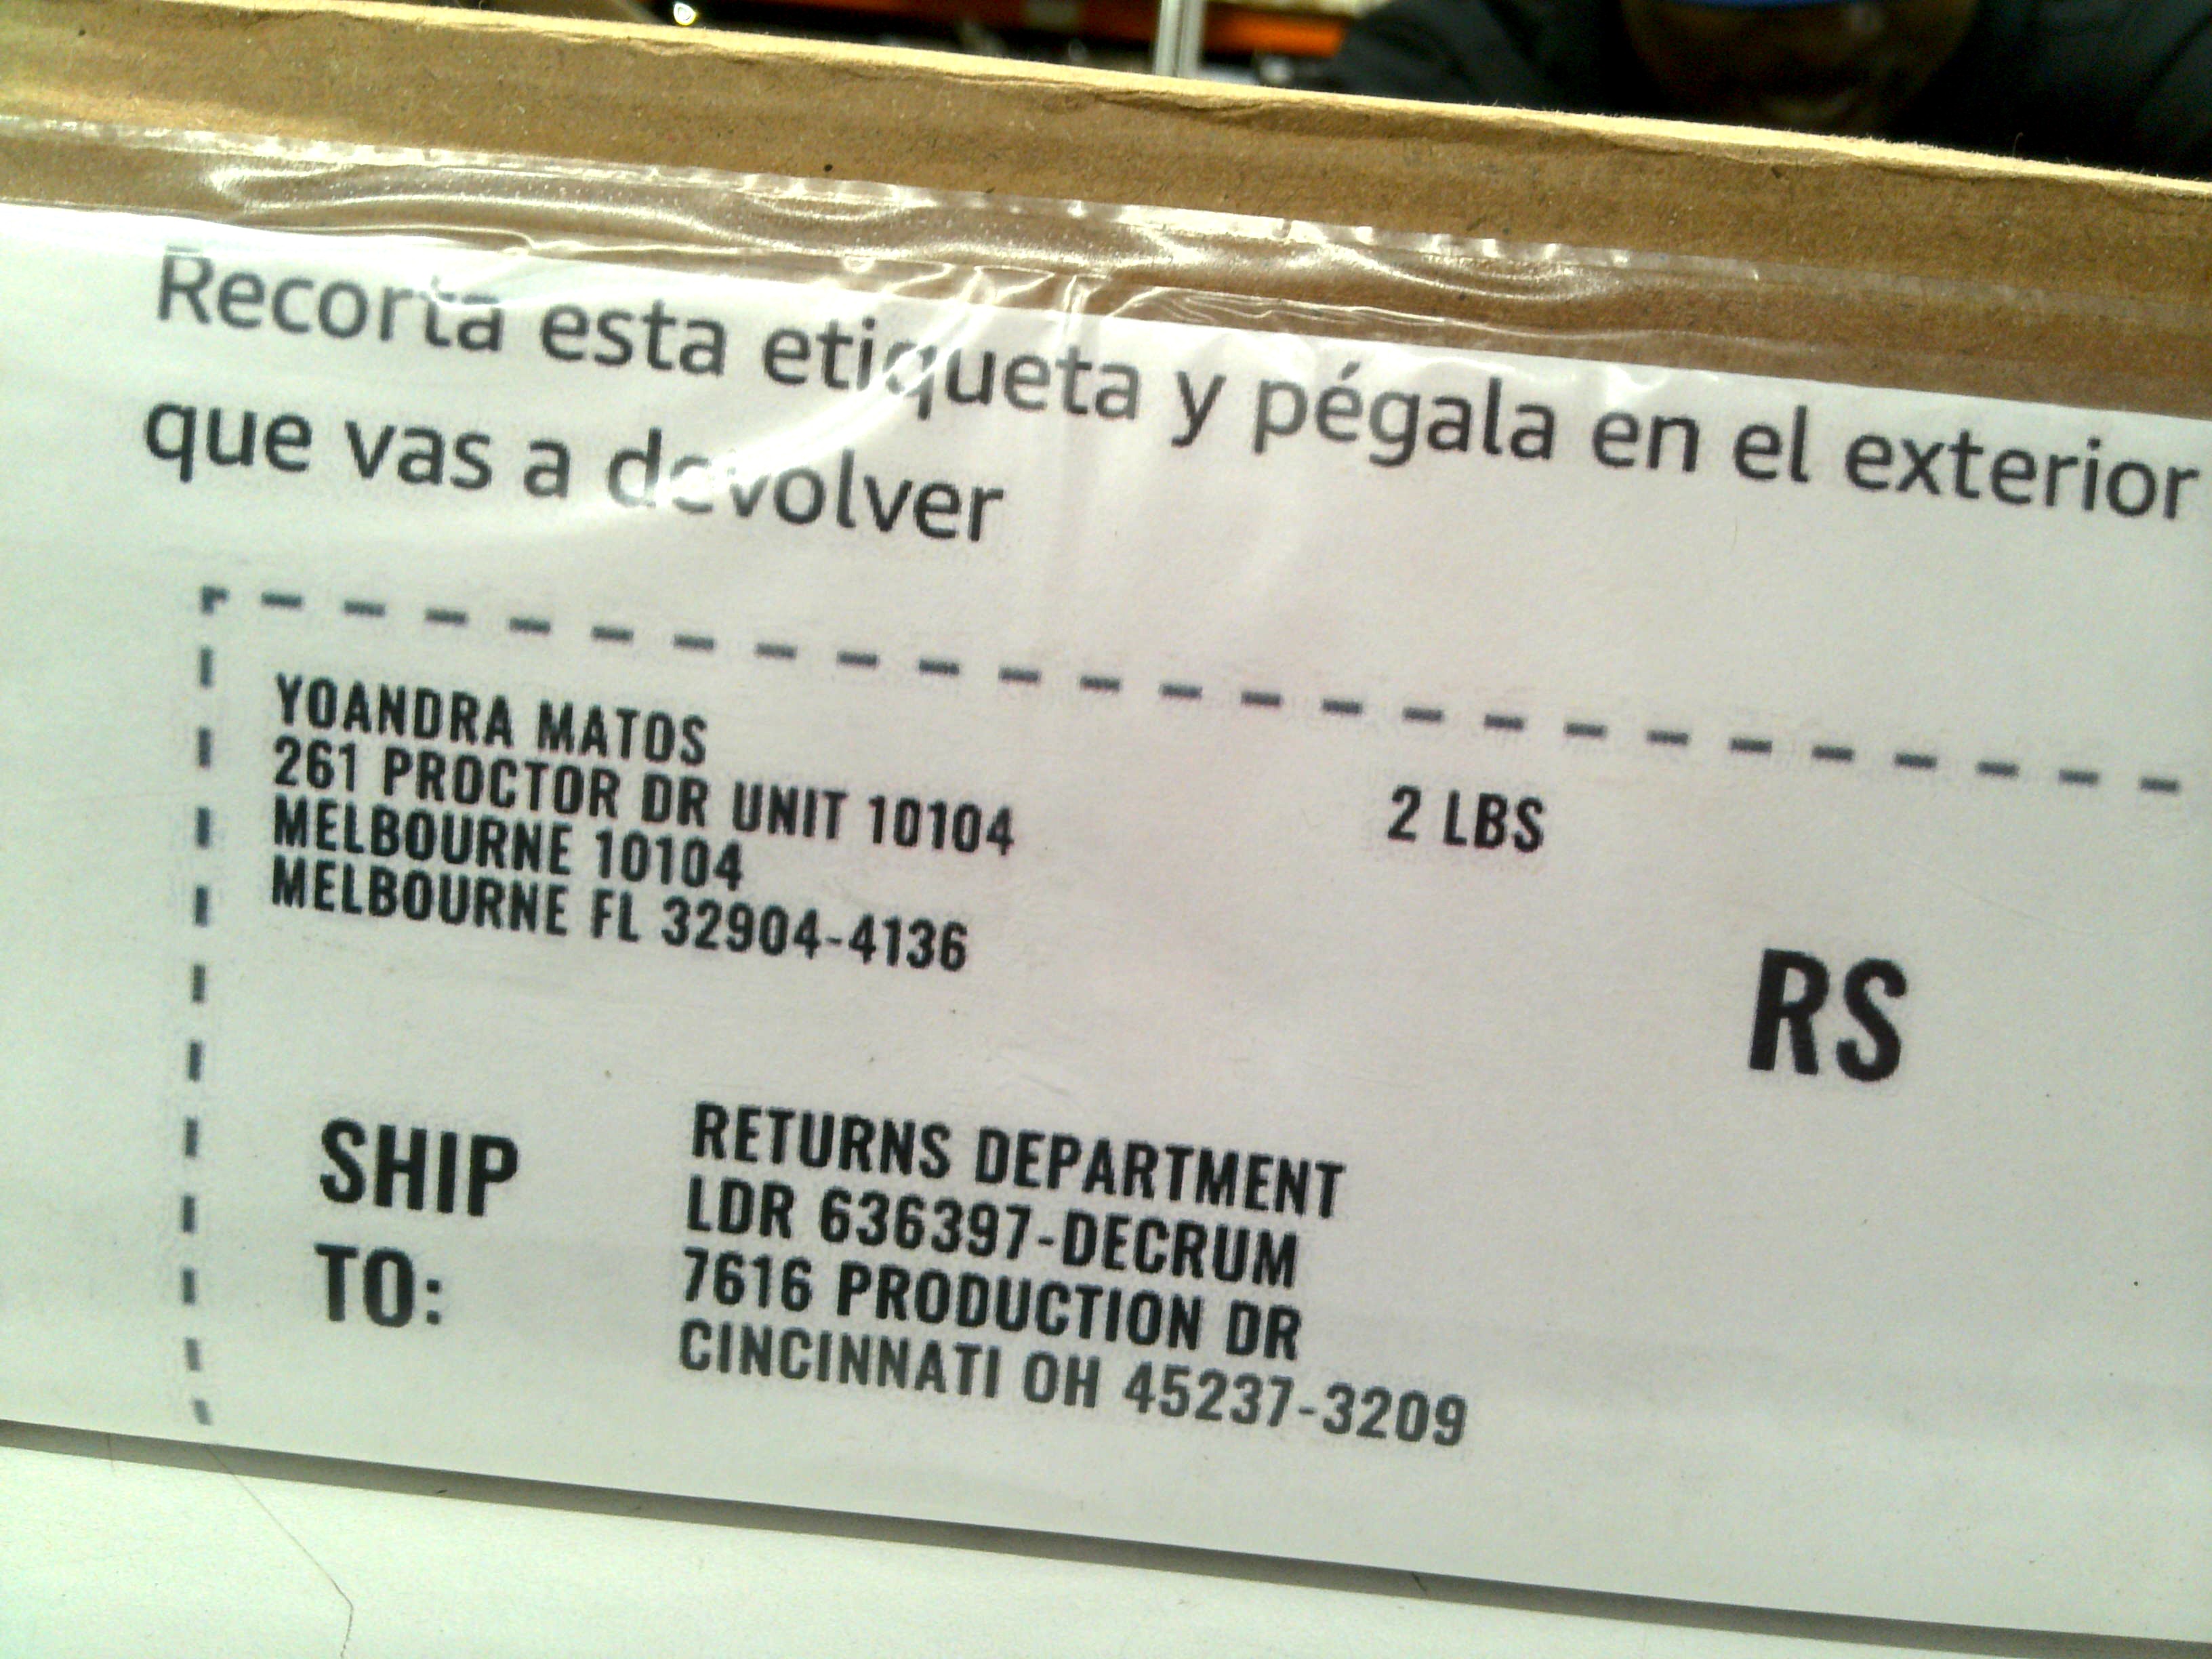 Recorta esta etiqueta y pégala en el exterior
que vas a devolver
YOANDRA MATOS
261 PROCTOR DR UNIT 10104
MELBOURNE 10104
MELBOURNE FL 32904-4136
2 LBS
RS
SHIP
TO:
RETURNS DEPARTMENT
LDR 636397-DECRUM
7616 PRODUCTION DR
CINCINNATI OH 45237-3209